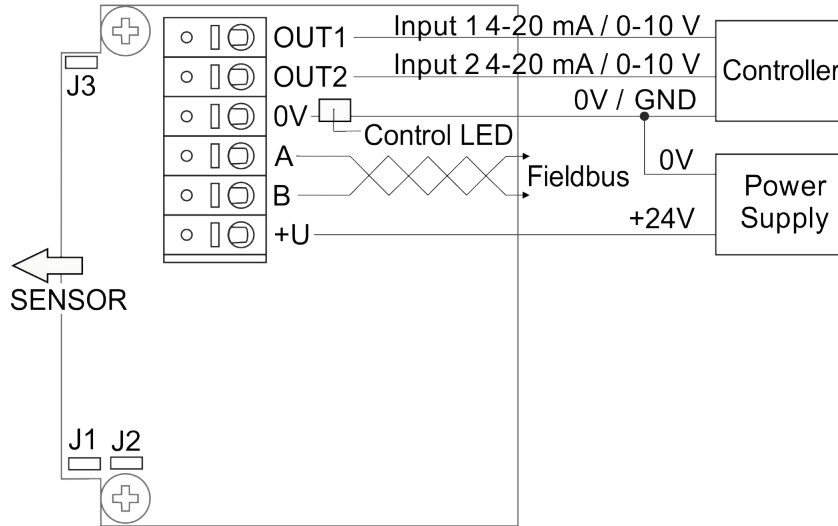 OUT1
Input 1 4-20 mA / 0-10 V
J3
OUT2
Input 2 4-20 mA / 0-10 V
Controller
0V
0V / GND
Control LED
A
B
Fieldbus
0V
Power
Supply
+U
+24V
SENSOR
J1
J2